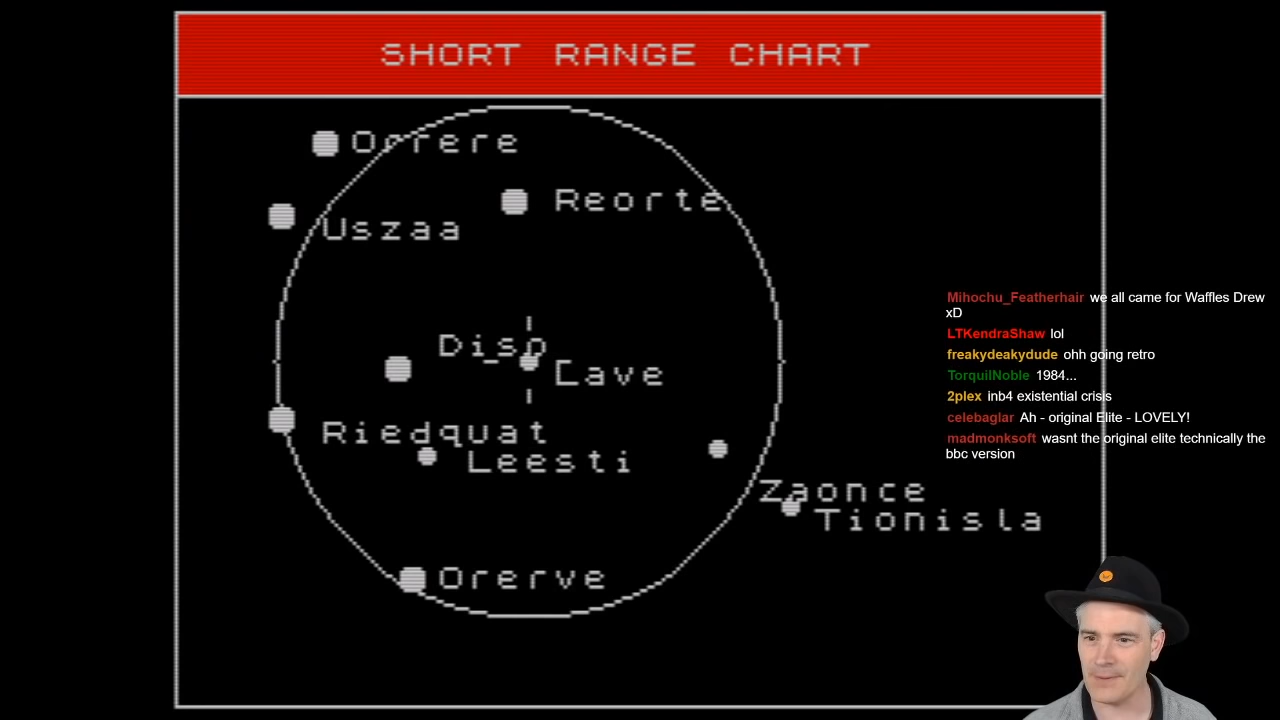 SHORT RANGE CHART
Orrere
Reorte
Uszaa
Diso
Lave
Riedquat
Leesti
Zaonce
Tionisla
Orerve
Mihochu_Featherhair we all came for Waffles Drew
xD
LTKendraShaw lol
freakydeakydude ohh going retro
TorquilNoble 1984...
2plex inb4 existential crisis
celebaglar Ah - original Elite - LOVELY!
madmonksoft wasnt the original elite technically the
bbc version